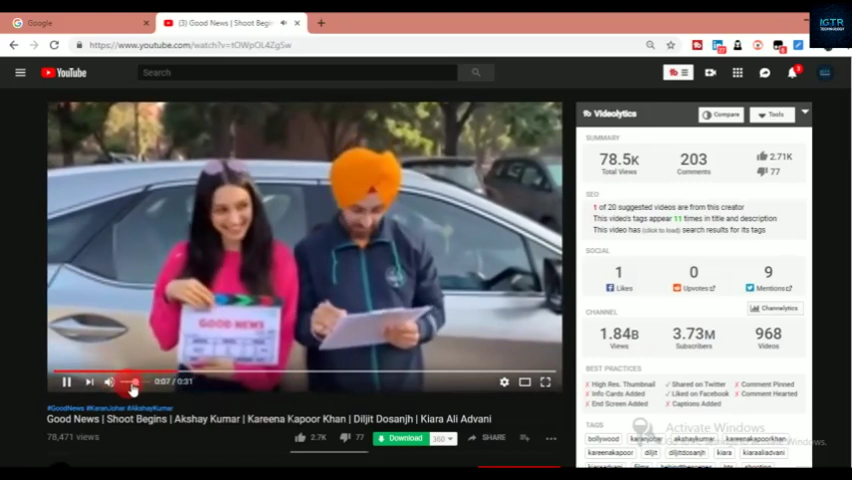 Google
(3) Good News | Shoot Begins
IGTR
TECHNOLOGY
https://www.youtube.com/watch?v=tOWpOL4ZgSw
YouTube
Search
Videolytics
Compare
Tools
SUMMARY
78.5K
203
2.71K
Total Views
Comments
77
SEO
1 of 20 suggested videos are from this creator
This video's tags appear 11 times in title and description
This video has (click to load) search results for its tags
SOCIAL
1
0
9
Likes
Upvotes
Mentions
CHANNEL
Channelytics
1.84B
3.73M
968
Views
Subscribers
Videos
BEST PRACTICES
High Res. Thumbnail
Shared on Twitter
Comment Pinned
Info Cards Added
Liked on Facebook
Comment Hearted
End Screen Added
Captions Added
TAGS
bollywood
karanjohar
akshaykumar
kareenakapoorkhan
kareenakapoor
diljit
diljitdosanjh
kiara
kiaraaliadvani
GOOD NEWS
0:07 / 0:31
#GoodNews #KaranJohar #AkshayKumar
Good News | Shoot Begins | Akshay Kumar | Kareena Kapoor Khan | Diljit Dosanjh | Kiara Ali Advani
78,471 views
2.7K
77
Download
360
SHARE
Activate Windows